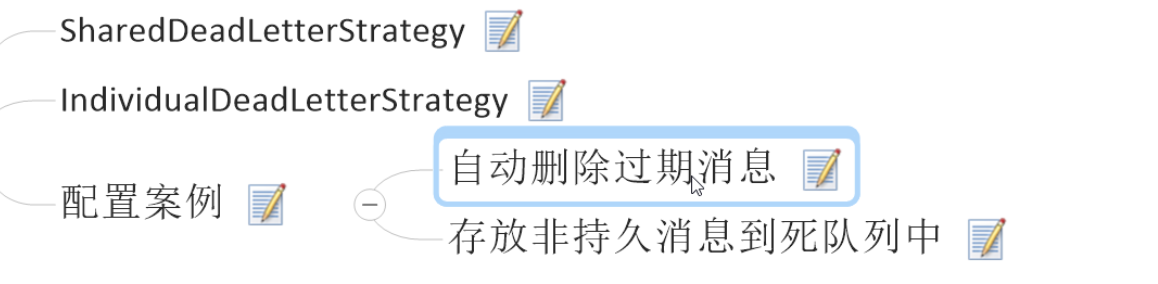 SharedDeadLetterStrategy
IndividualDeadLetterStrategy
配置案例
自动删除过期消息
存放非持久消息到死队列中